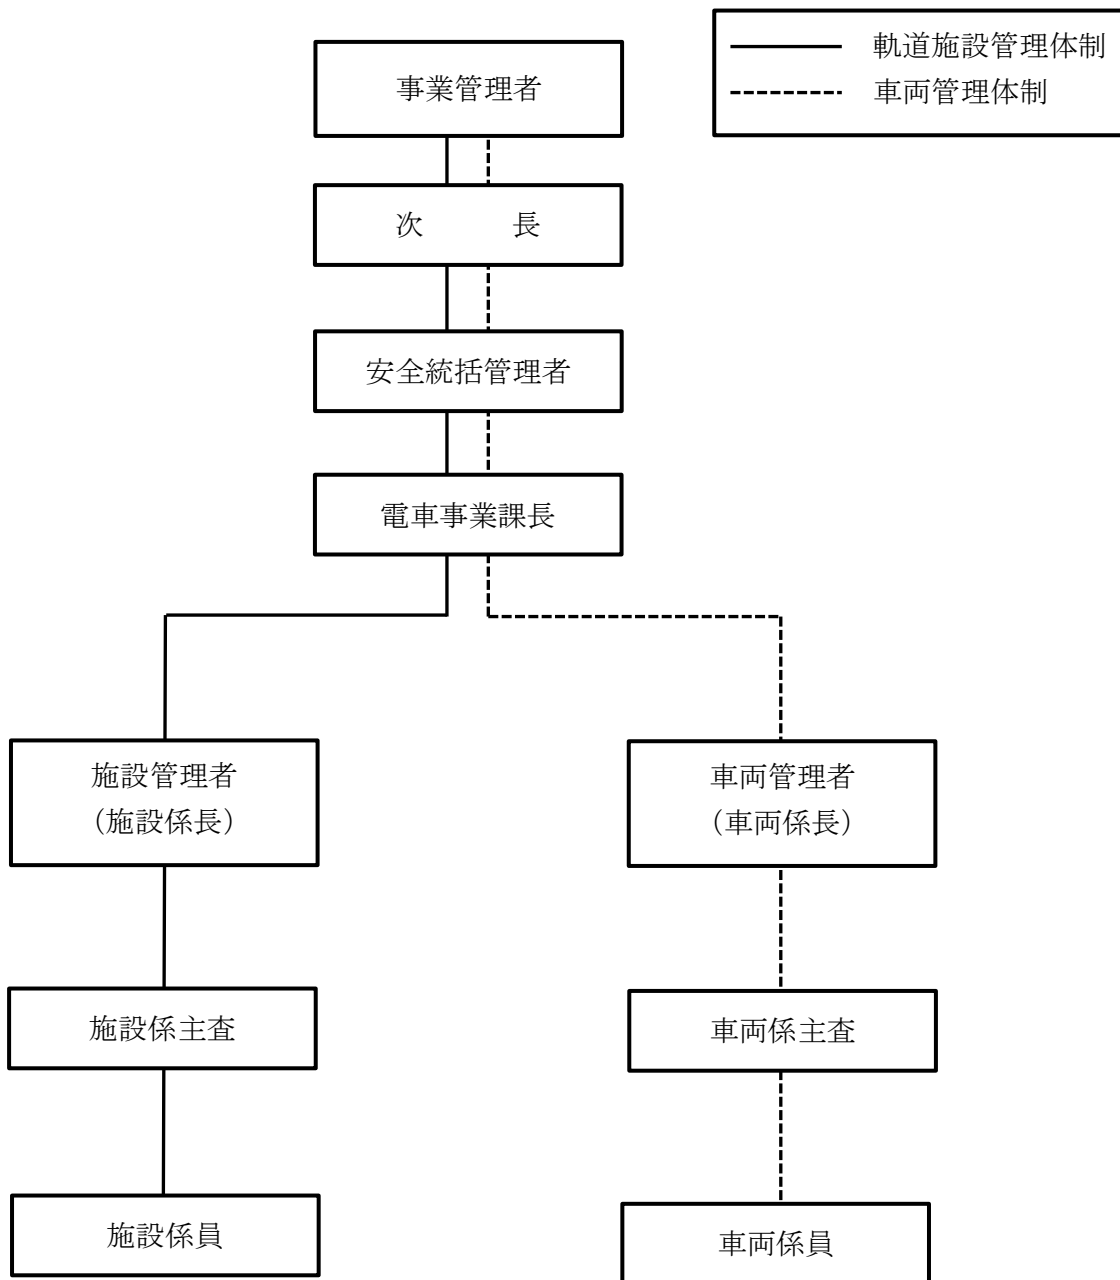 軌道施設管理体制
車両管理体制
事業管理者
次 長
安全統括管理者
電車事業課長
施設管理者
(施設係長)
車両管理者
(車両係長)
施設係主査
車両係主査
施設係員
車両係員